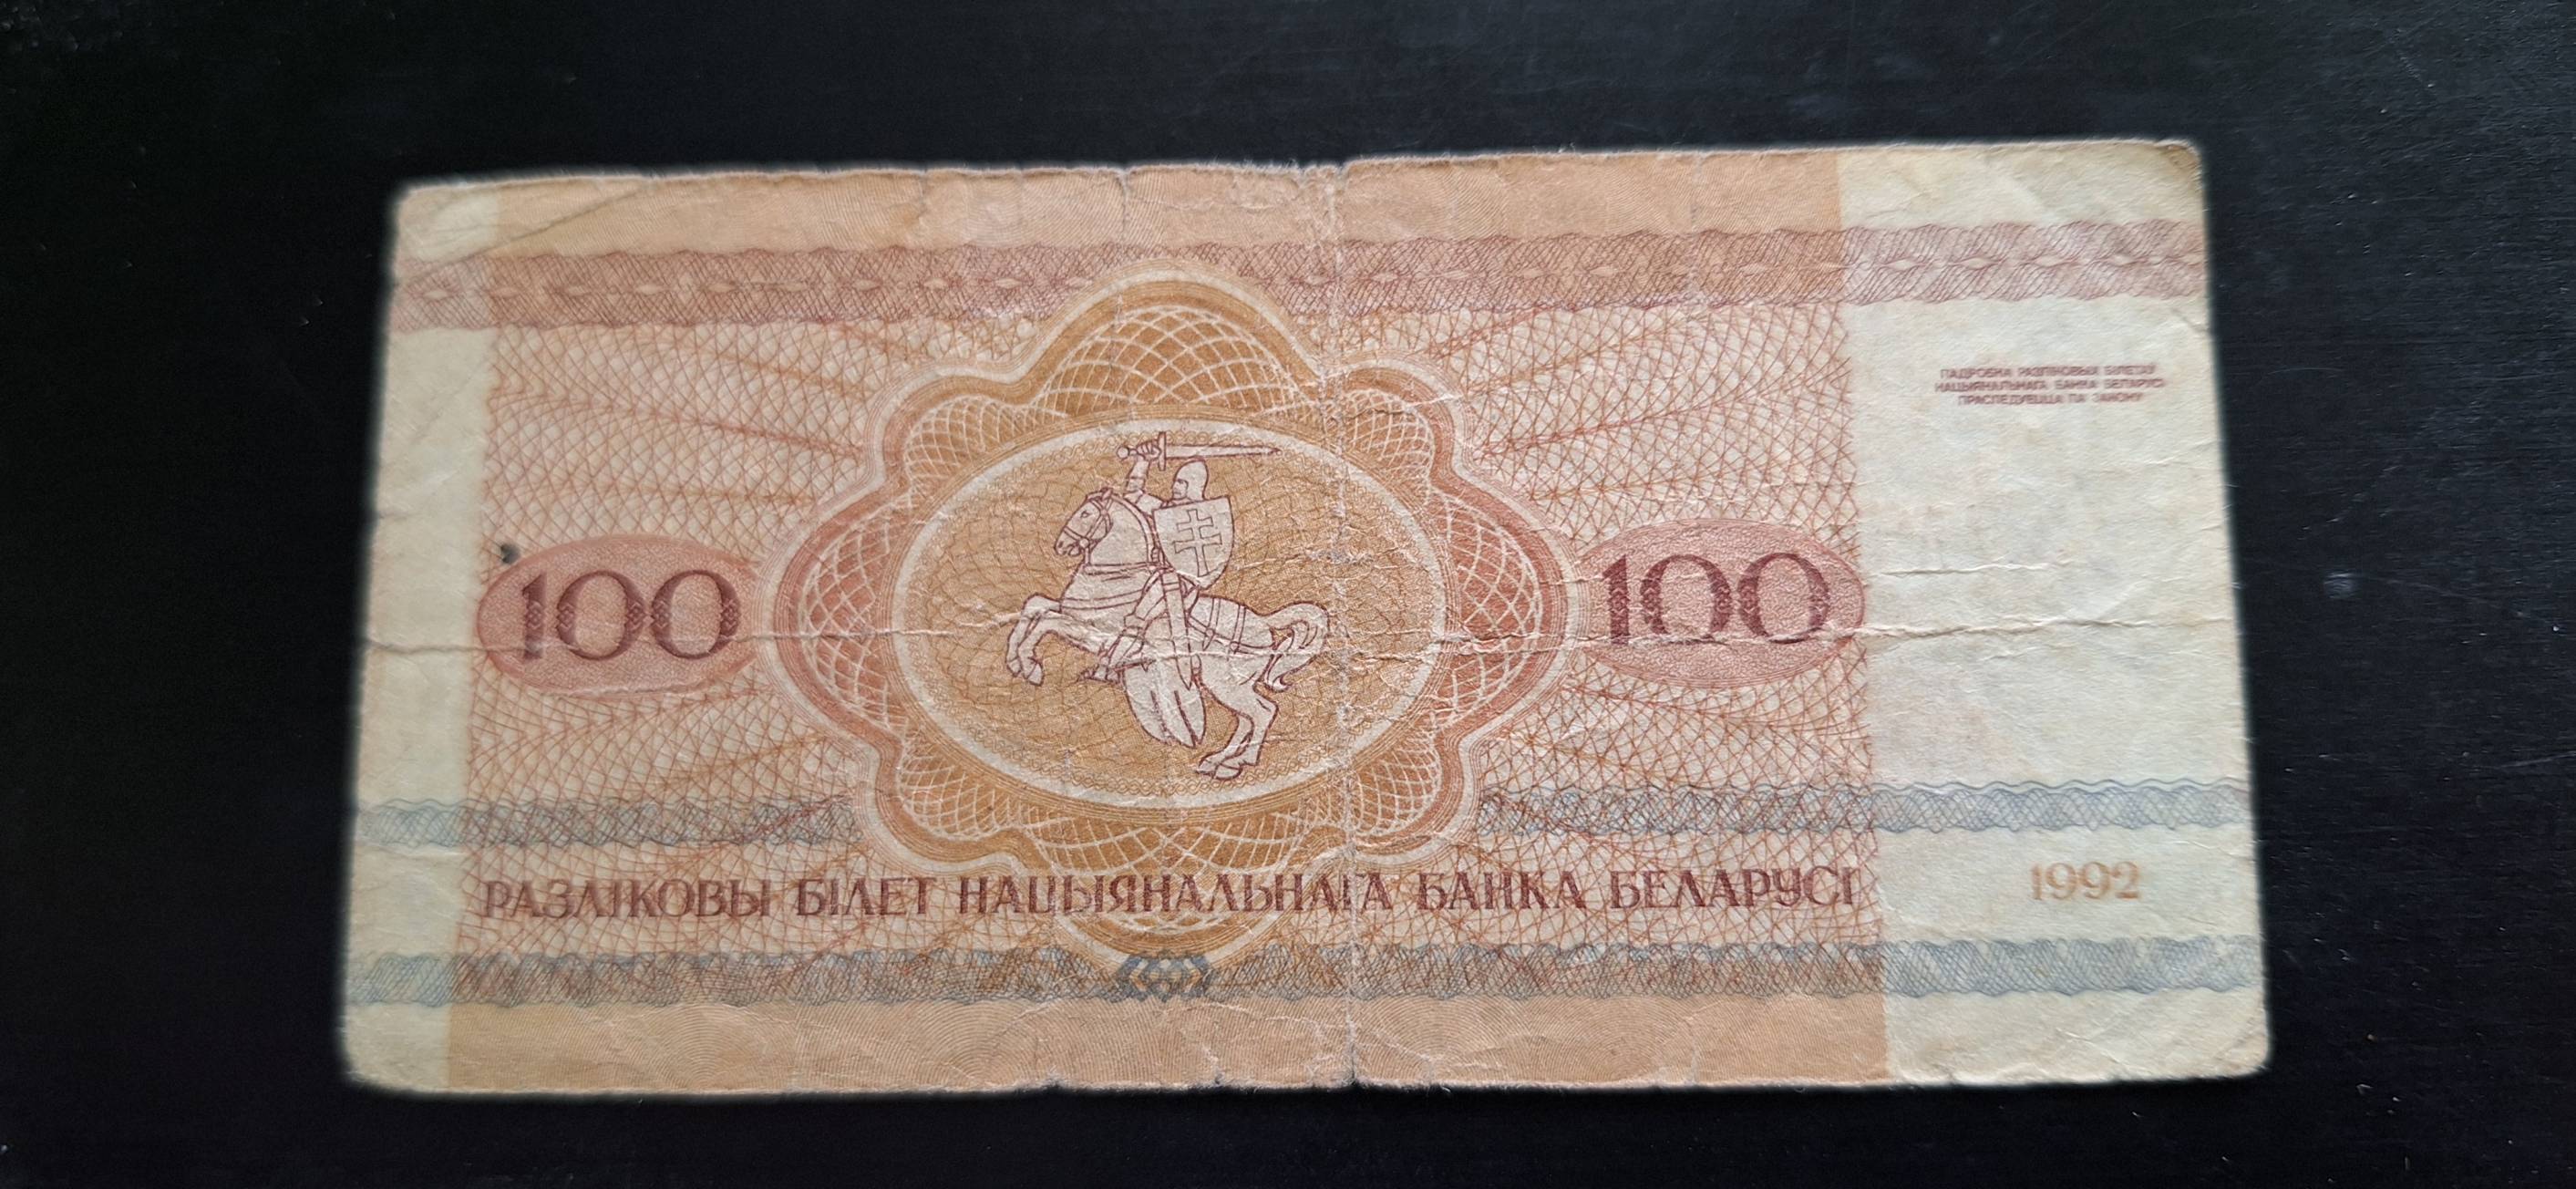 ПАДРОБКА РАЗЛІКОВЫХ БІЛЕТАЎ
НАЦЫЯНАЛЬНАГА БАНКА БЕЛАРУСІ
ПРАСЛЕДУЕЦЦА ПА ЗАКОНУ
100
100
РАЗЛІКОВЫ БІЛЕТ НАЦЫЯНАЛЬНАГА БАНКА БЕЛАРУСІ
1992